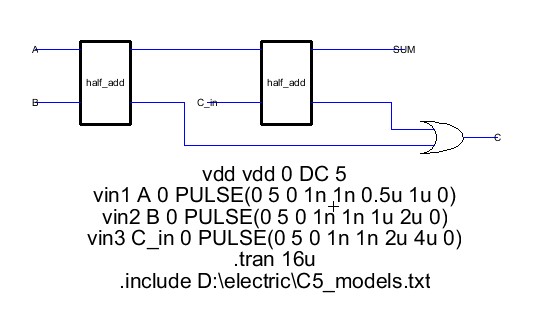 A
SUM
half_add
half_add
B
C_in
C
vdd vdd 0 DC 5
vin1 A 0 PULSE(0 5 0 1n 1n 0.5u 1u 0)
vin2 B 0 PULSE(0 5 0 1n 1n 1u 2u 0)
vin3 C_in 0 PULSE(0 5 0 1n 1n 2u 4u 0)
.tran 16u
.include D:\electric\C5_models.txt